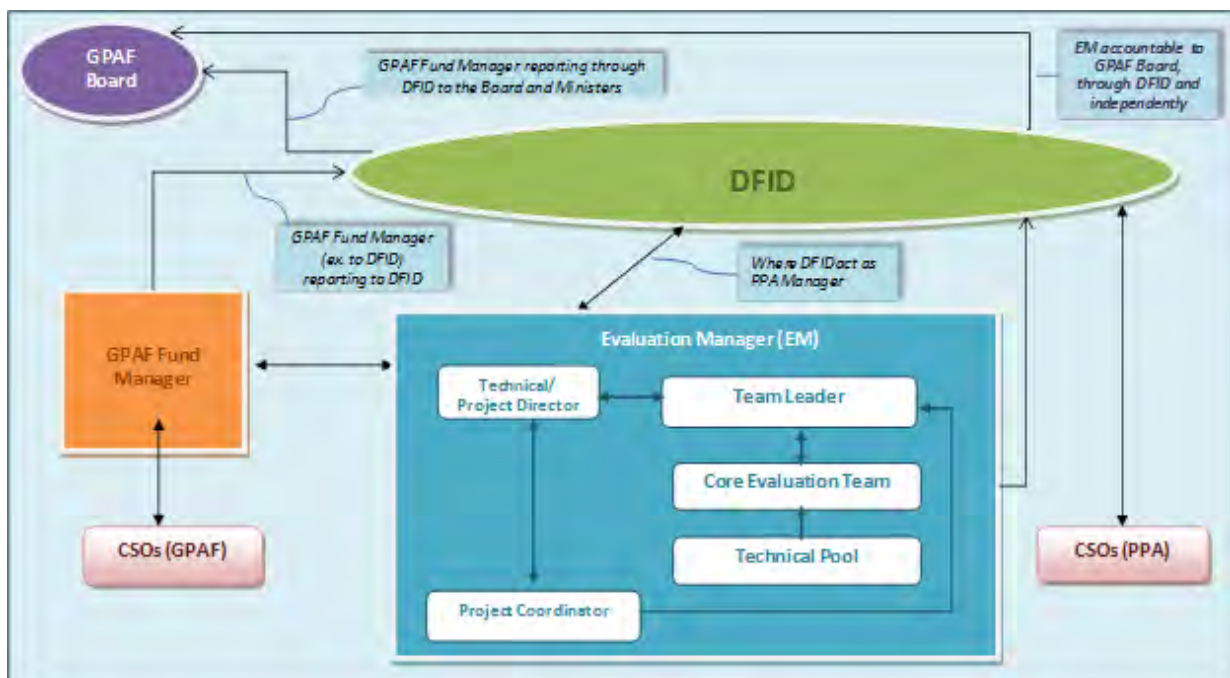 GPAF
Board
GPAF Fund Manager reporting through
DFID to the Board and Ministers
EM accountable to
GPAF Board,
through DFID and
independently
DFID
GPAF Fund Manager
(ex. to DFID)
reporting to DFID
Where DFID act as
PPA Manager
GPAF Fund
Manager
Evaluation Manager (EM)
Technical/
Project Director
Team Leader
Core Evaluation Team
Technical Pool
Project Coordinator
CSOs (GPAF)
CSOs (PPA)